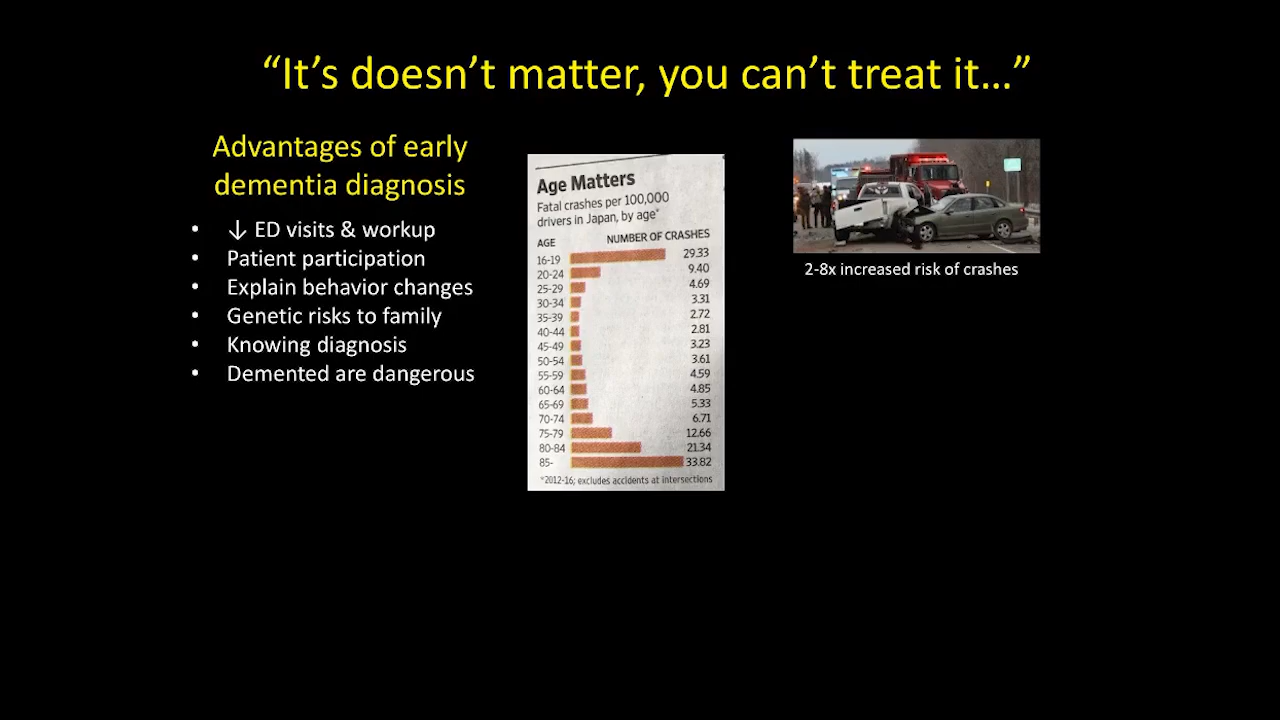 “It’s doesn’t matter, you can’t treat it…”
Advantages of early
dementia diagnosis
• ↓ ED visits & workup
• Patient participation
• Explain behavior changes
• Genetic risks to family
• Knowing diagnosis
• Demented are dangerous
Age Matters
Fatal crashes per 100,000
drivers in Japan, by age*
AGE NUMBER OF CRASHES
16-19 29.33
20-24 9.40
25-29 4.69
30-34 3.31
35-39 2.72
40-44 2.81
45-49 3.23
50-54 3.61
55-59 4.59
60-64 4.85
65-69 5.33
70-74 6.71
75-79 12.66
80-84 21.34
85- 33.82
*2012-16; excludes accidents at intersections
2-8x increased risk of crashes